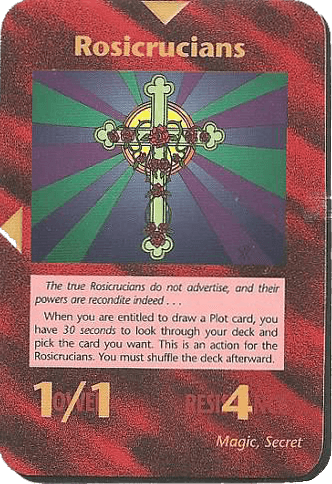 Rosicrucians
The true Rosicrucians do not advertise, and their
powers are recondite indeed . . .
When you are entitled to draw a Plot card, you
have 30 seconds to look through your deck and
pick the card you want. This is an action for the
Rosicrucians. You must shuffle the deck afterward.
1/1 4
Magic, Secret